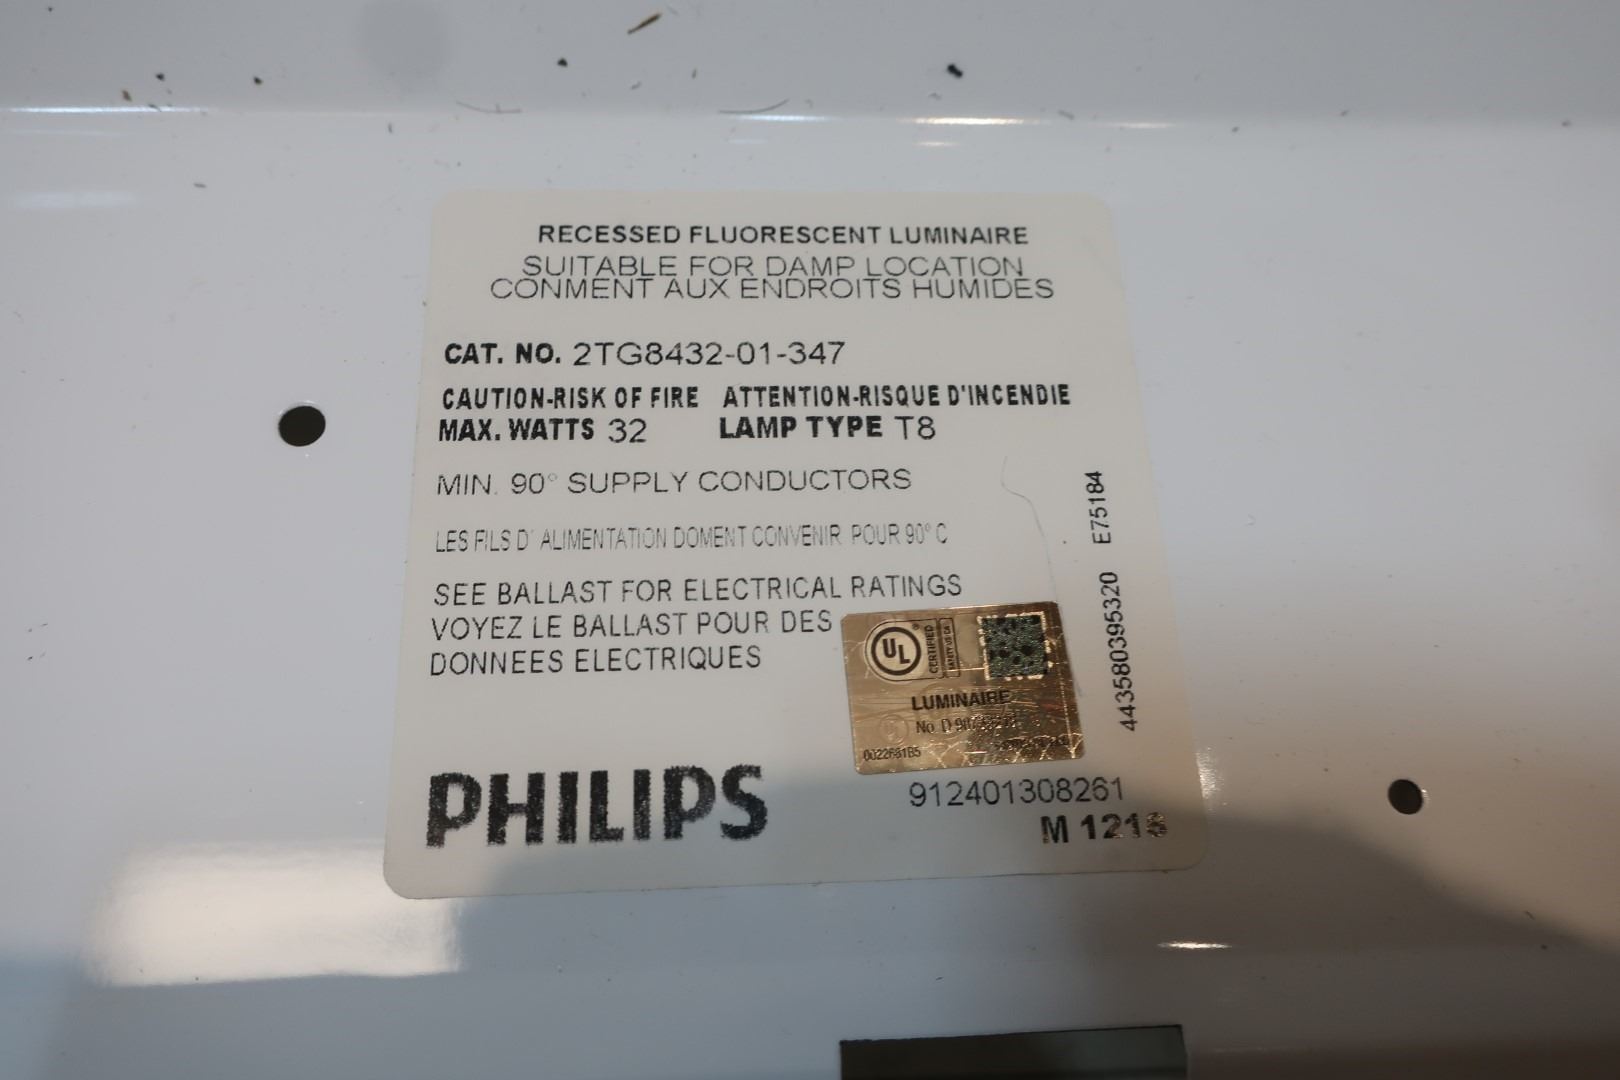 RECESSED FLUORESCENT LUMINAIRE
SUITABLE FOR DAMP LOCATION
CONMENT AUX ENDROITS HUMIDES
CAT. NO. 2TG8432-01-347
CAUTION-RISK OF FIRE ATTENTION-RISQUE D'INCENDIE
MAX. WATTS 32 LAMP TYPE T8
MIN. 90° SUPPLY CONDUCTORS
LES FILS D' ALIMENTATION DOMENT CONVENIR POUR 90° C
SEE BALLAST FOR ELECTRICAL RATINGS
VOYEZ LE BALLAST POUR DES
DONNEES ELECTRIQUES
UL
®
CERTIFIED
LUMINAIRE
No. D
PHILIPS
912401308261
M
443580395320 E75184